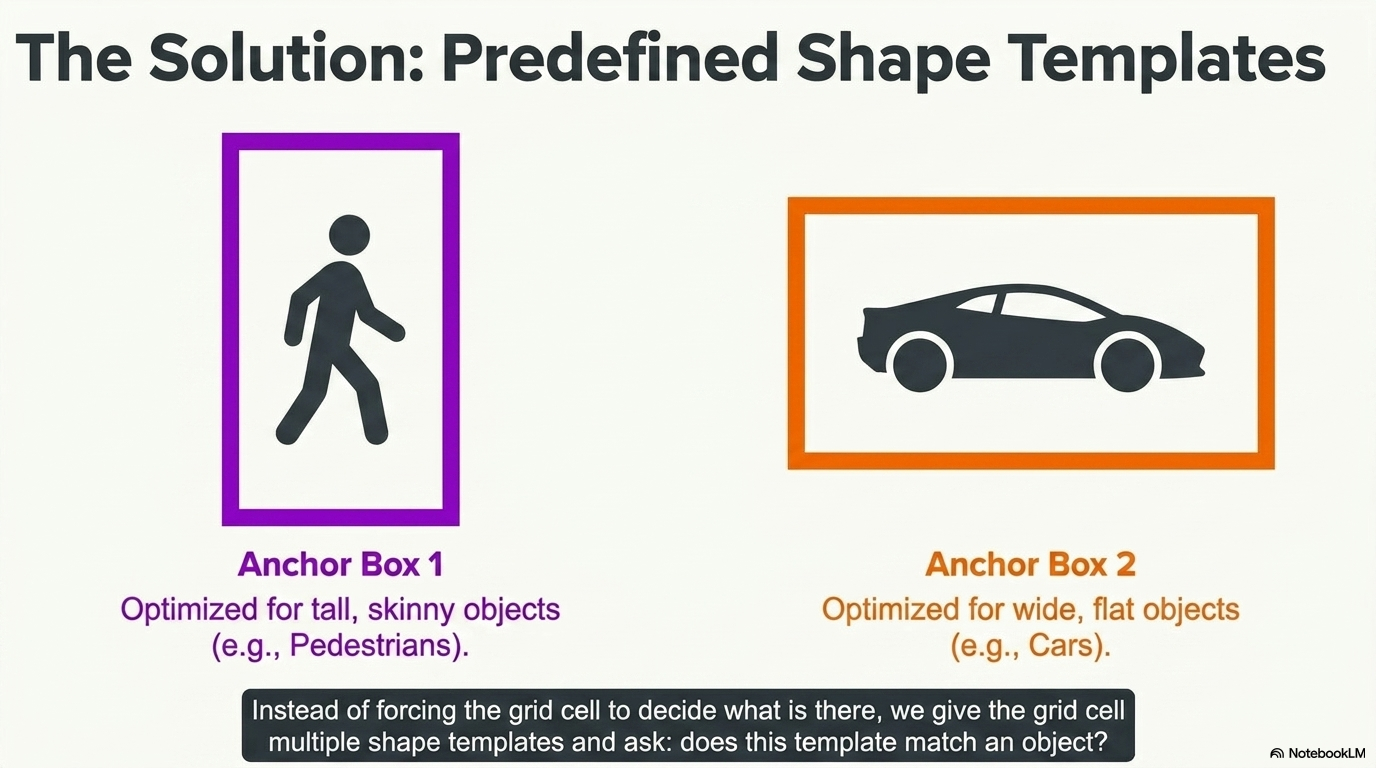 The Solution: Predefined Shape Templates
Anchor Box 1
Optimized for tall, skinny objects
(e.g., Pedestrians).
Anchor Box 2
Optimized for wide, flat objects
(e.g., Cars).
Instead of forcing the grid cell to decide what is there, we give the grid cell
multiple shape templates and ask: does this template match an object?
NotebookLM